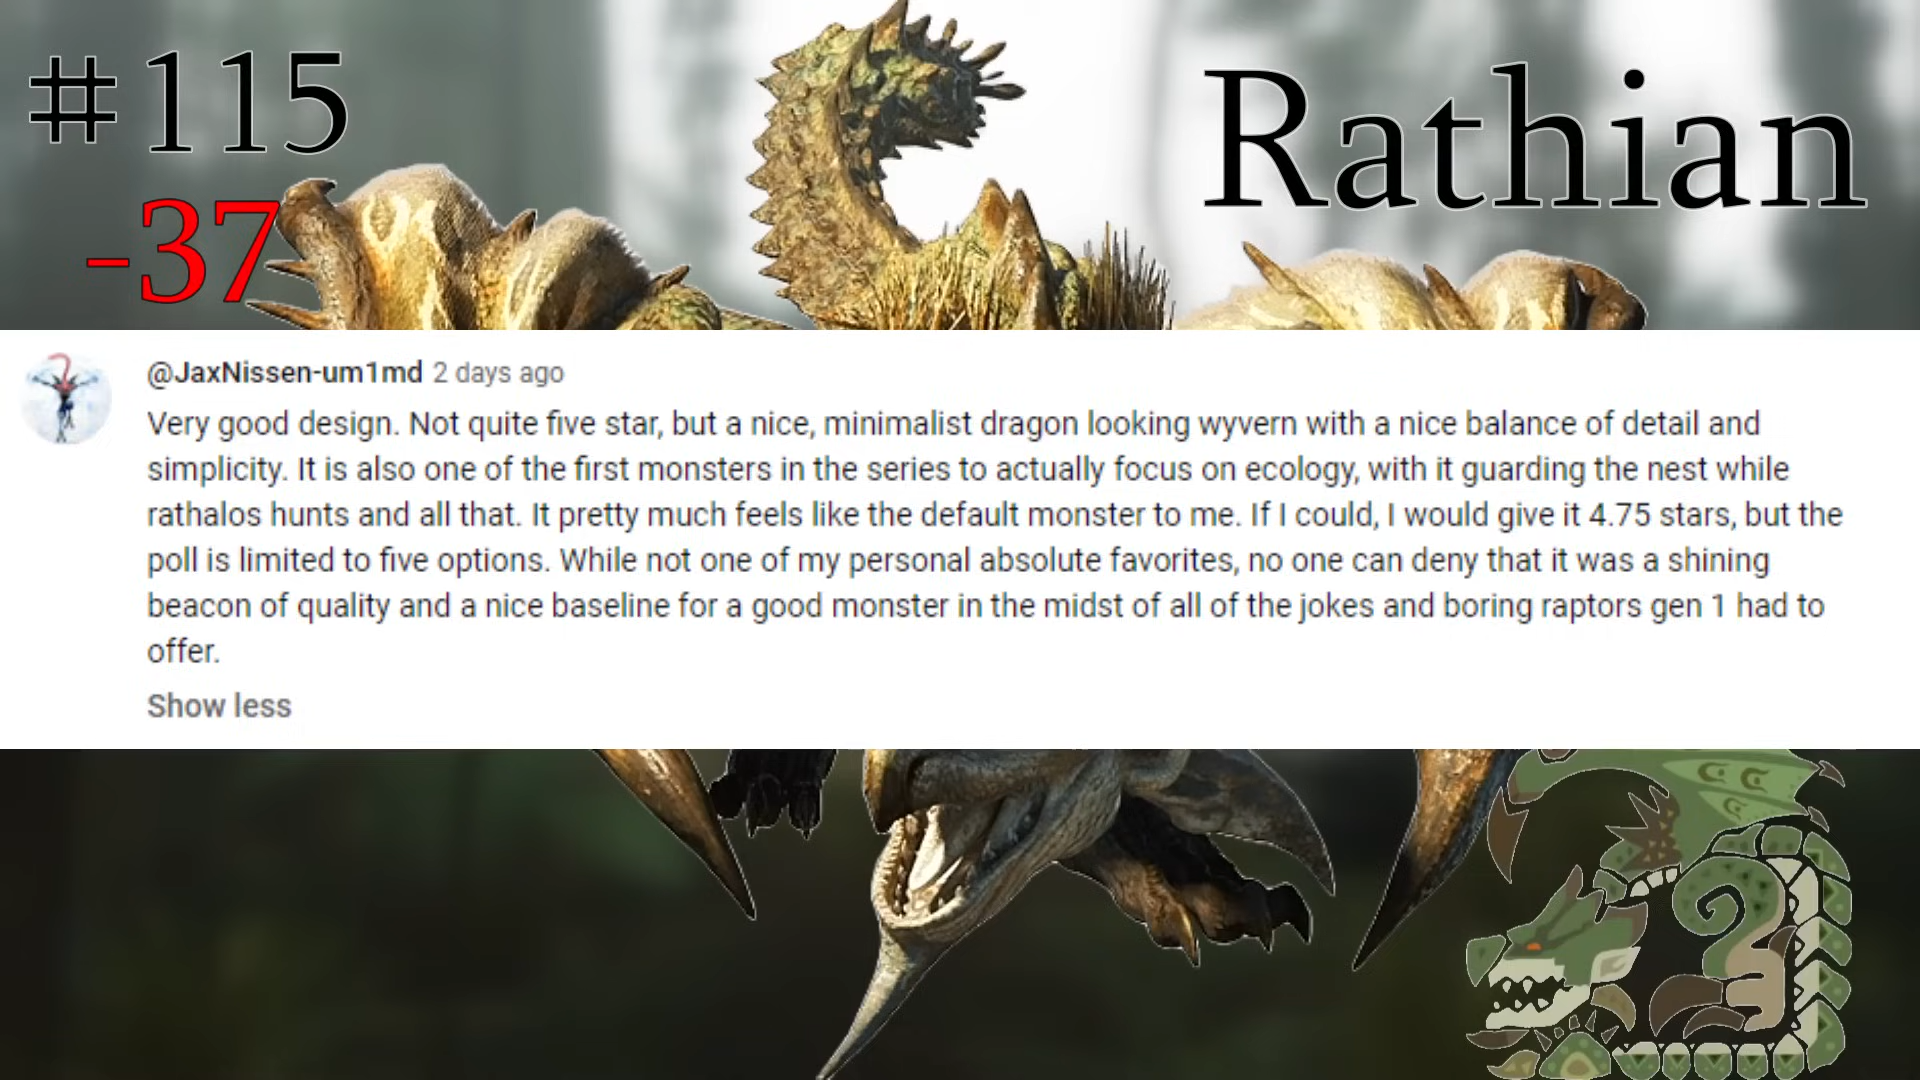 #115
-37
Rathian
@JaxNissen-um1md 2 days ago
Very good design. Not quite five star, but a nice, minimalist dragon looking wyvern with a nice balance of detail and
simplicity. It is also one of the first monsters in the series to actually focus on ecology, with it guarding the nest while
rathalos hunts and all that. It pretty much feels like the default monster to me. If I could, I would give it 4.75 stars, but the
poll is limited to five options. While not one of my personal absolute favorites, no one can deny that it was a shining
beacon of quality and a nice baseline for a good monster in the midst of all of the jokes and boring raptors gen 1 had to
offer.
Show less